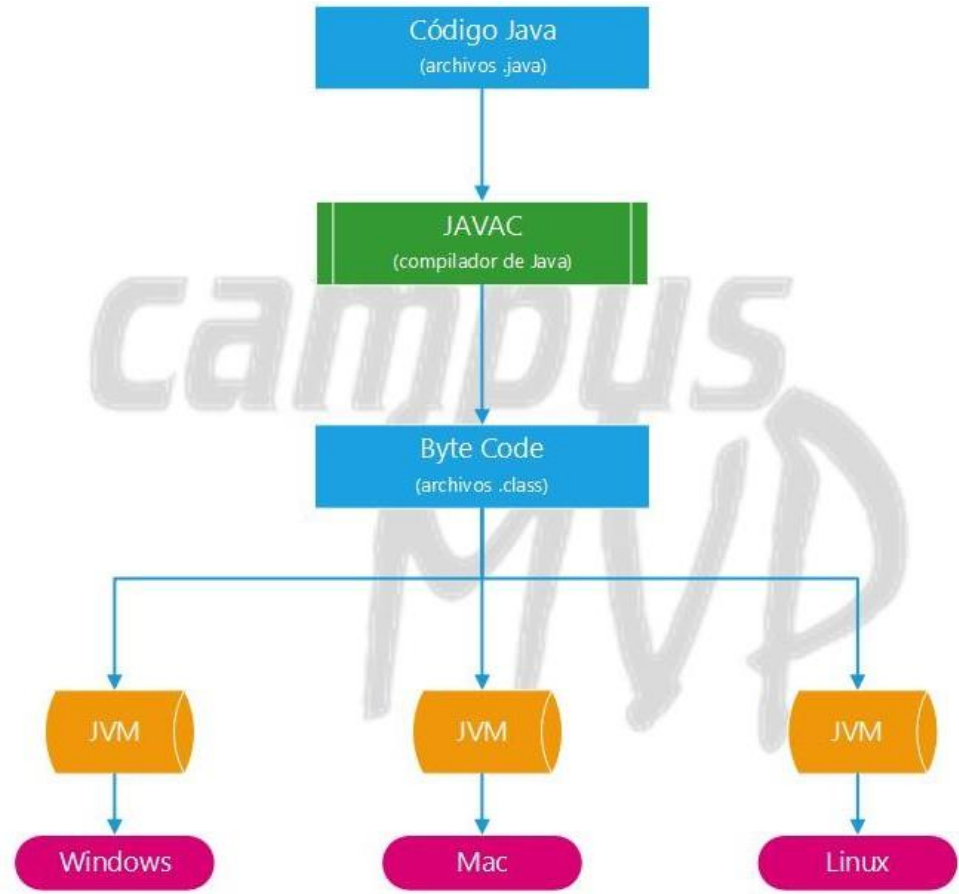 Código Java
(archivos .java)
JAVAC
(compilador de Java)
campus
MVP
Byte Code
(archivos .class)
JVM
JVM
JVM
Windows
Mac
Linux